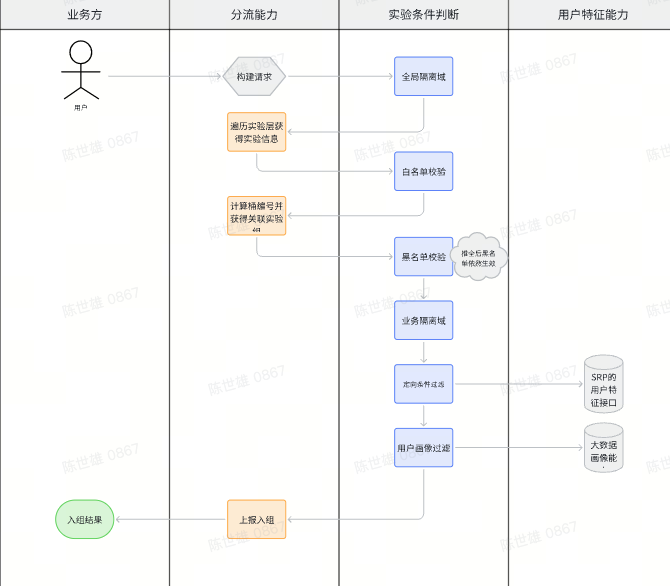 业务方
分流能力
实验条件判断
用户特征能力
用户
构建请求
全局隔离域
遍历实验层获
得实验信息
白名单校验
计算桶编号并
获得关联实验
组
黑名单校验
推全后黑名
单依然生效
业务隔离域
定向条件过滤
SRP的
用户特
征接口
用户画像过滤
大数据
画像能
入组结果
上报入组
陈世雄 0867